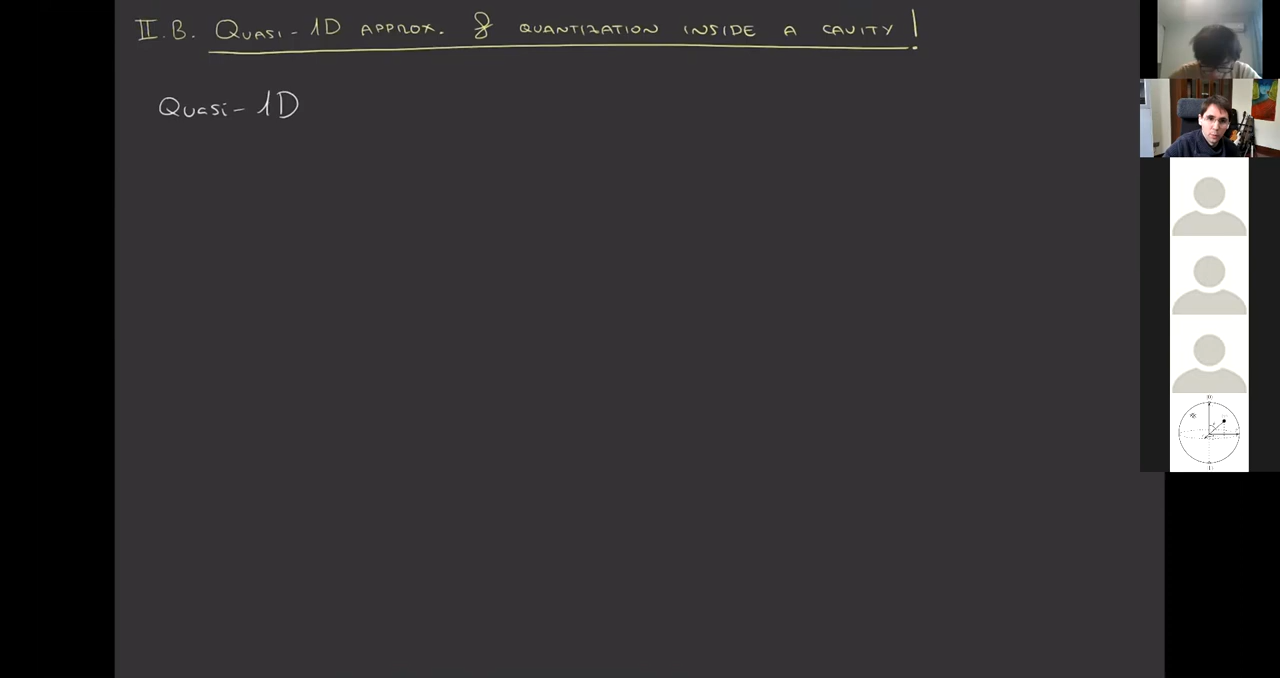 II.B. QUASI-1D APPROX. & QUANTIZATION INSIDE A CAVITY!
Quasi-1D